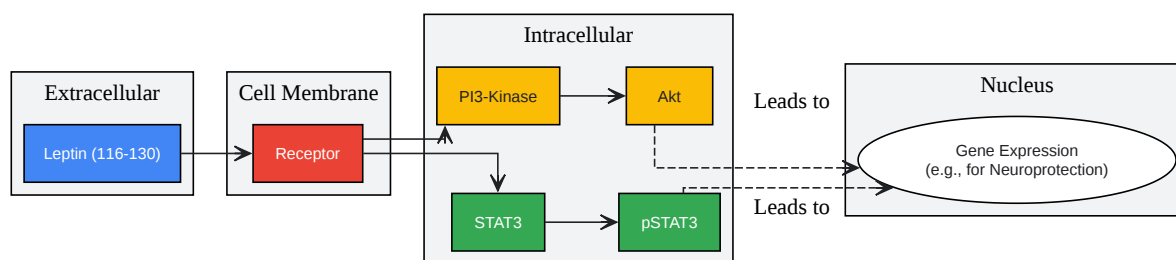 Extracellular
Leptin (116-130)
Cell Membrane
Receptor
Intracellular
PI3-Kinase
Akt
STAT3
pSTAT3
Leads to
Leads to
Nucleus
Gene Expression
(e.g., for Neuroprotection)